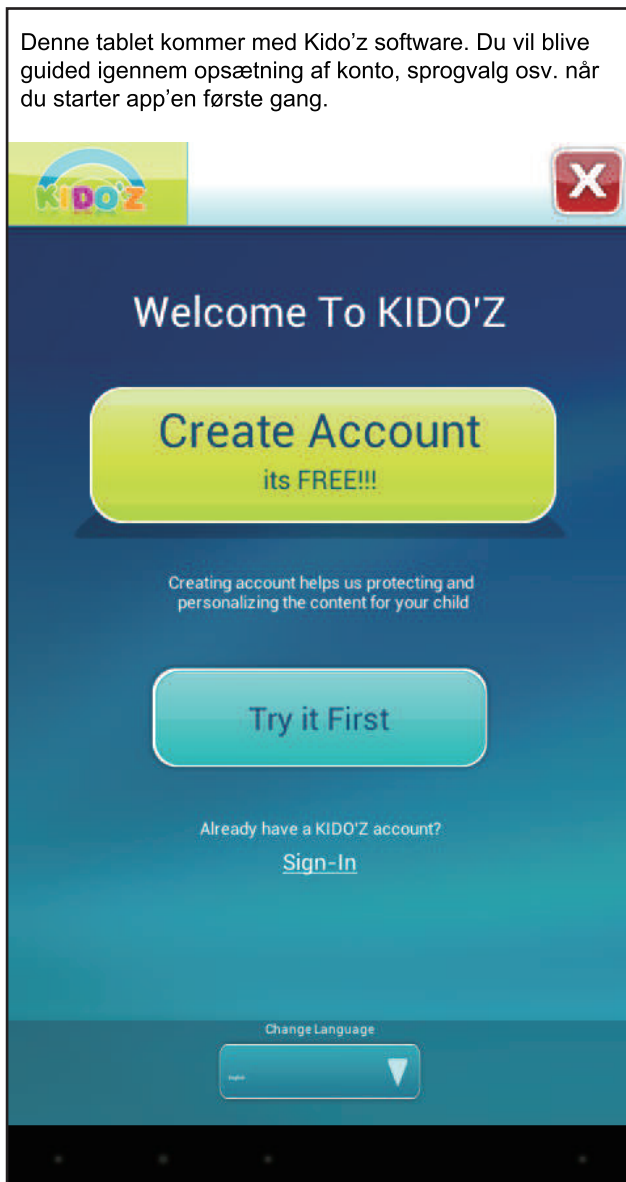 Denne tablet kommer med Kido’z software. Du vil blive
guided igennem opsætning af konto, sprogvalg osv. når
du starter app’en første gang.
KIDO'Z
Welcome To KIDO'Z
Create Account
its FREE!!!
Creating account helps us protecting and
personalizing the content for your child
Try it First
Already have a KIDO'Z account?
Sign-In
Change Language
English